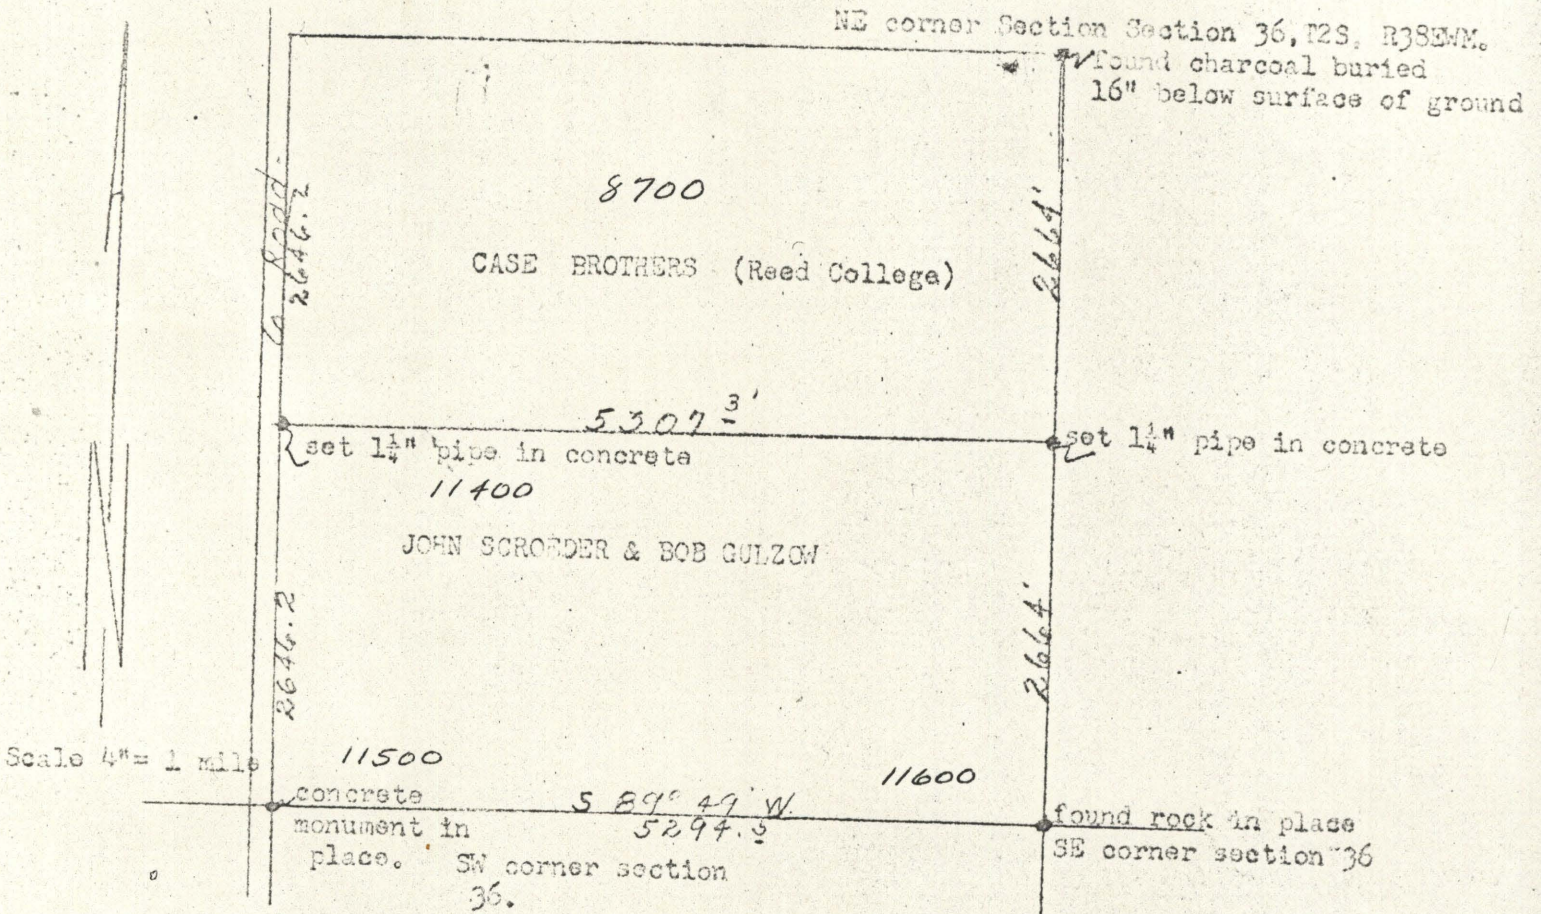 NE corner Section Section 36, T2S, R38EWM.
found charcoal buried
16" below surface of ground
8700
Co Road
2646.2
2664'
CASE BROTHERS (Reed College)
5307 3'
set 1¼" pipe in concrete
set 1¼" pipe in concrete
11400
JOHN SCROEDER & BOB GULZOW
2646.2
2664'
N
Scale 4"= 1 mile
11500
11600
concrete
monument in
place.
S 89° 49' W.
5294.5
found rock in place
SE corner section 36
SW corner section
36.